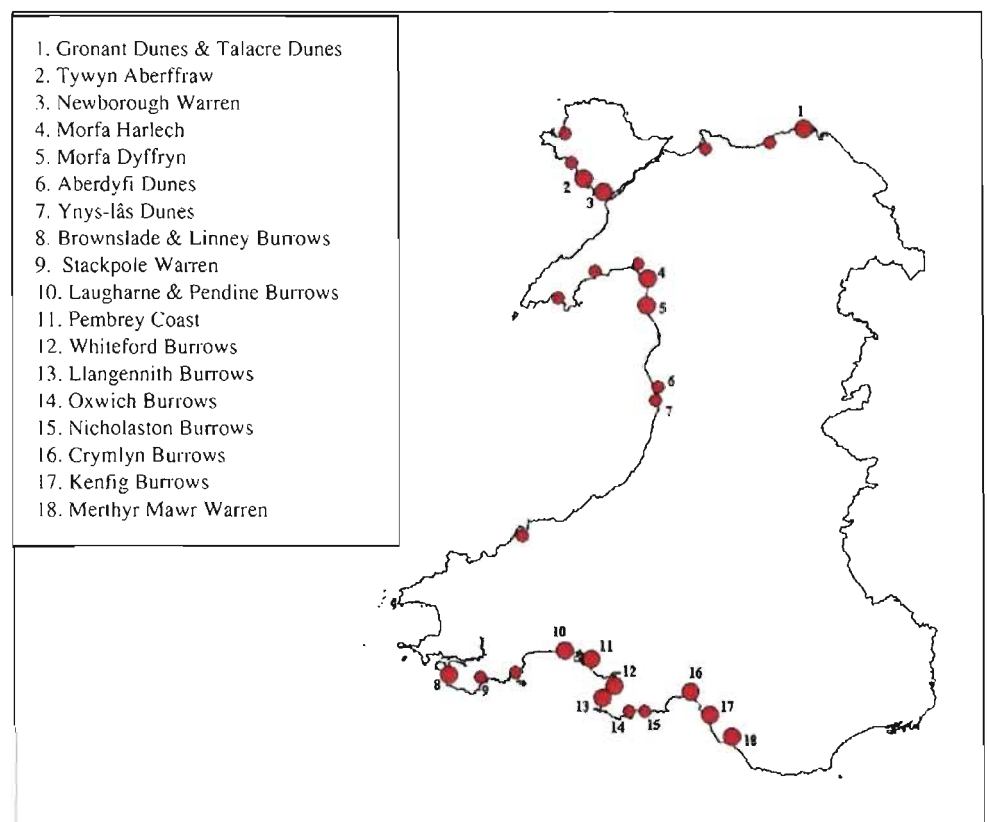 1. Gronant Dunes & Talacre Dunes
2. Tywyn Aberffraw
3. Newborough Warren
4. Morfa Harlech
5. Morfa Dyffryn
6. Aberdyfi Dunes
7. Ynys-lâs Dunes
8. Brownslade & Linney Burrows
9. Stackpole Warren
10. Laugharne & Pendine Burrows
11. Pembrey Coast
12. Whiteford Burrows
13. Llangennith Burrows
14. Oxwich Burrows
15. Nicholaston Burrows
16. Crymlyn Burrows
17. Kenfig Burrows
18. Merthyr Mawr Warren
1
2
3
4
5
6
7
10
11
8
9
12
13
14
15
16
17
18